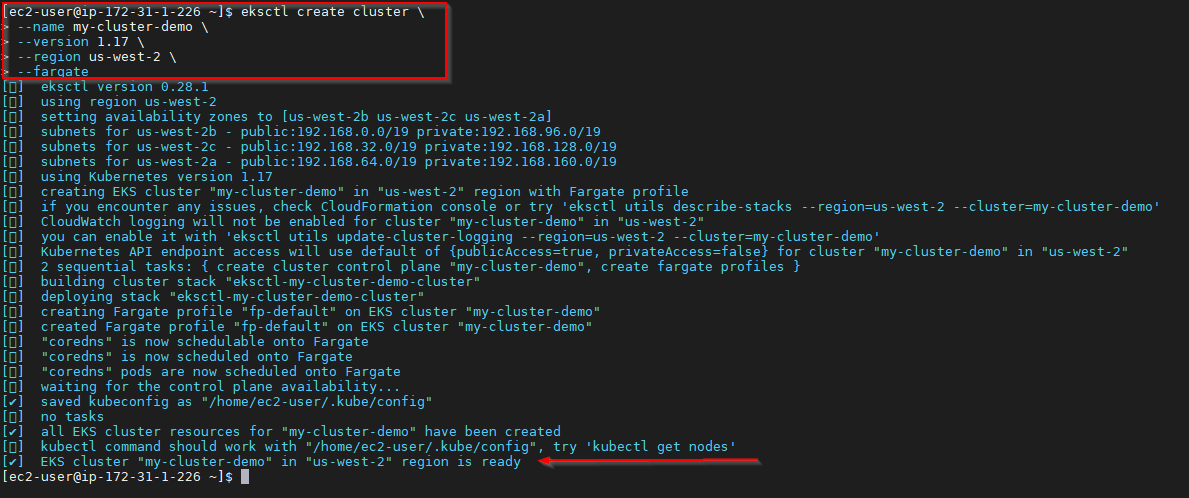 [ec2-user@ip-172-31-1-226 ~]$ eksctl create cluster \
> --name my-cluster-demo \
> --version 1.17 \
> --region us-west-2 \
> --fargate
[▯]  eksctl version 0.28.1
[▯]  using region us-west-2
[▯]  setting availability zones to [us-west-2b us-west-2c us-west-2a]
[▯]  subnets for us-west-2b - public:192.168.0.0/19 private:192.168.96.0/19
[▯]  subnets for us-west-2c - public:192.168.32.0/19 private:192.168.128.0/19
[▯]  subnets for us-west-2a - public:192.168.64.0/19 private:192.168.160.0/19
[▯]  using Kubernetes version 1.17
[▯]  creating EKS cluster "my-cluster-demo" in "us-west-2" region with Fargate profile
[▯]  if you encounter any issues, check CloudFormation console or try 'eksctl utils describe-stacks --region=us-west-2 --cluster=my-cluster-demo'
[▯]  CloudWatch logging will not be enabled for cluster "my-cluster-demo" in "us-west-2"
[▯]  you can enable it with 'eksctl utils update-cluster-logging --region=us-west-2 --cluster=my-cluster-demo'
[▯]  Kubernetes API endpoint access will use default of {publicAccess=true, privateAccess=false} for cluster "my-cluster-demo" in "us-west-2"
[▯]  2 sequential tasks: { create cluster control plane "my-cluster-demo", create fargate profiles }
[▯]  building cluster stack "eksctl-my-cluster-demo-cluster"
[▯]  deploying stack "eksctl-my-cluster-demo-cluster"
[▯]  creating Fargate profile "fp-default" on EKS cluster "my-cluster-demo"
[▯]  created Fargate profile "fp-default" on EKS cluster "my-cluster-demo"
[▯]  "coredns" is now schedulable onto Fargate
[▯]  "coredns" is now scheduled onto Fargate
[▯]  "coredns" pods are now scheduled onto Fargate
[▯]  waiting for the control plane availability...
[✔]  saved kubeconfig as "/home/ec2-user/.kube/config"
[▯]  no tasks
[✔]  all EKS cluster resources for "my-cluster-demo" have been created
[▯]  kubectl command should work with "/home/ec2-user/.kube/config", try 'kubectl get nodes'
[✔]  EKS cluster "my-cluster-demo" in "us-west-2" region is ready
[ec2-user@ip-172-31-1-226 ~]$